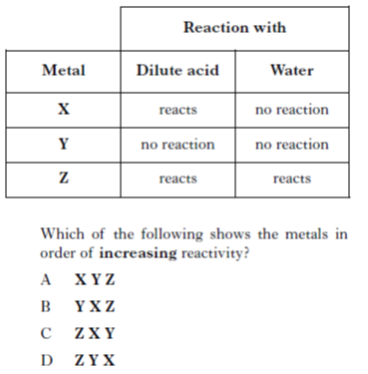 Reaction with
Metal Dilute acid Water
X reacts no reaction
Y no reaction no reaction
Z reacts reacts
Which of the following shows the metals in
order of increasing reactivity?
A X Y Z
B Y X Z
C Z X Y
D Z Y X